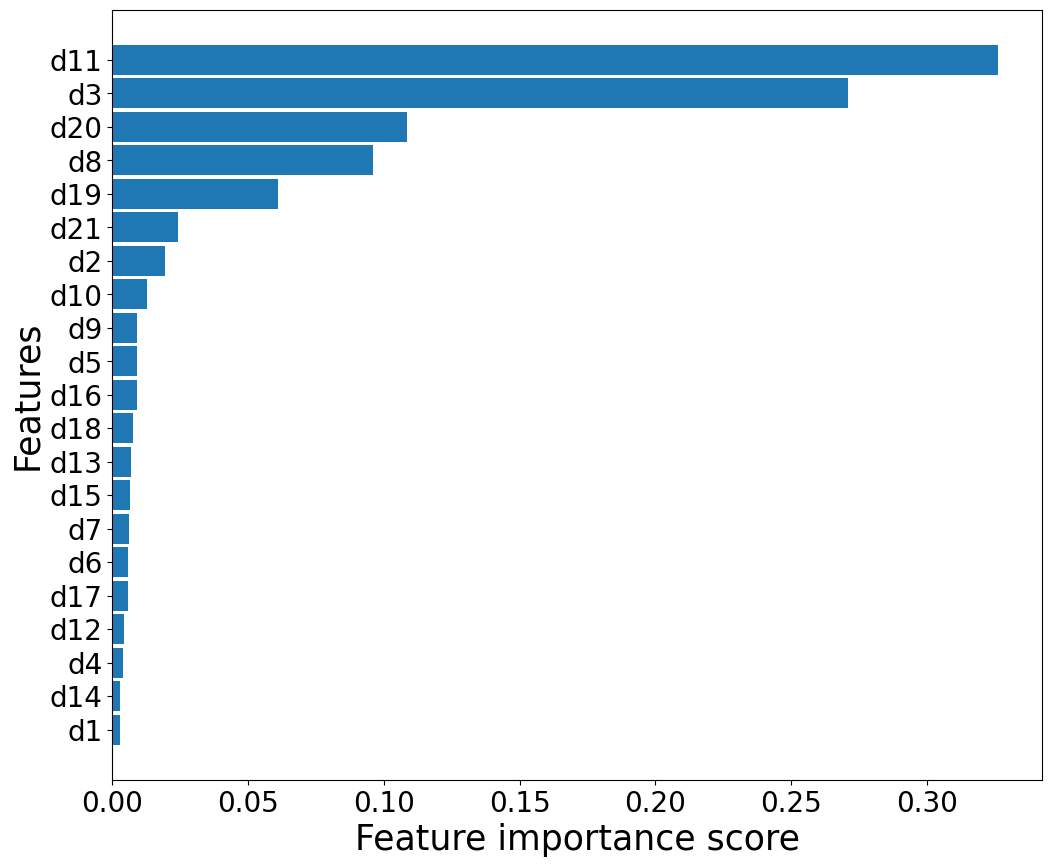 d11
d3
d20
d8
d19
d21
d2
d10
d9
d5
d16
d18
d13
d15
d7
d6
d17
d12
d4
d14
d1
Features
0.00 0.05 0.10 0.15 0.20 0.25 0.30
Feature importance score